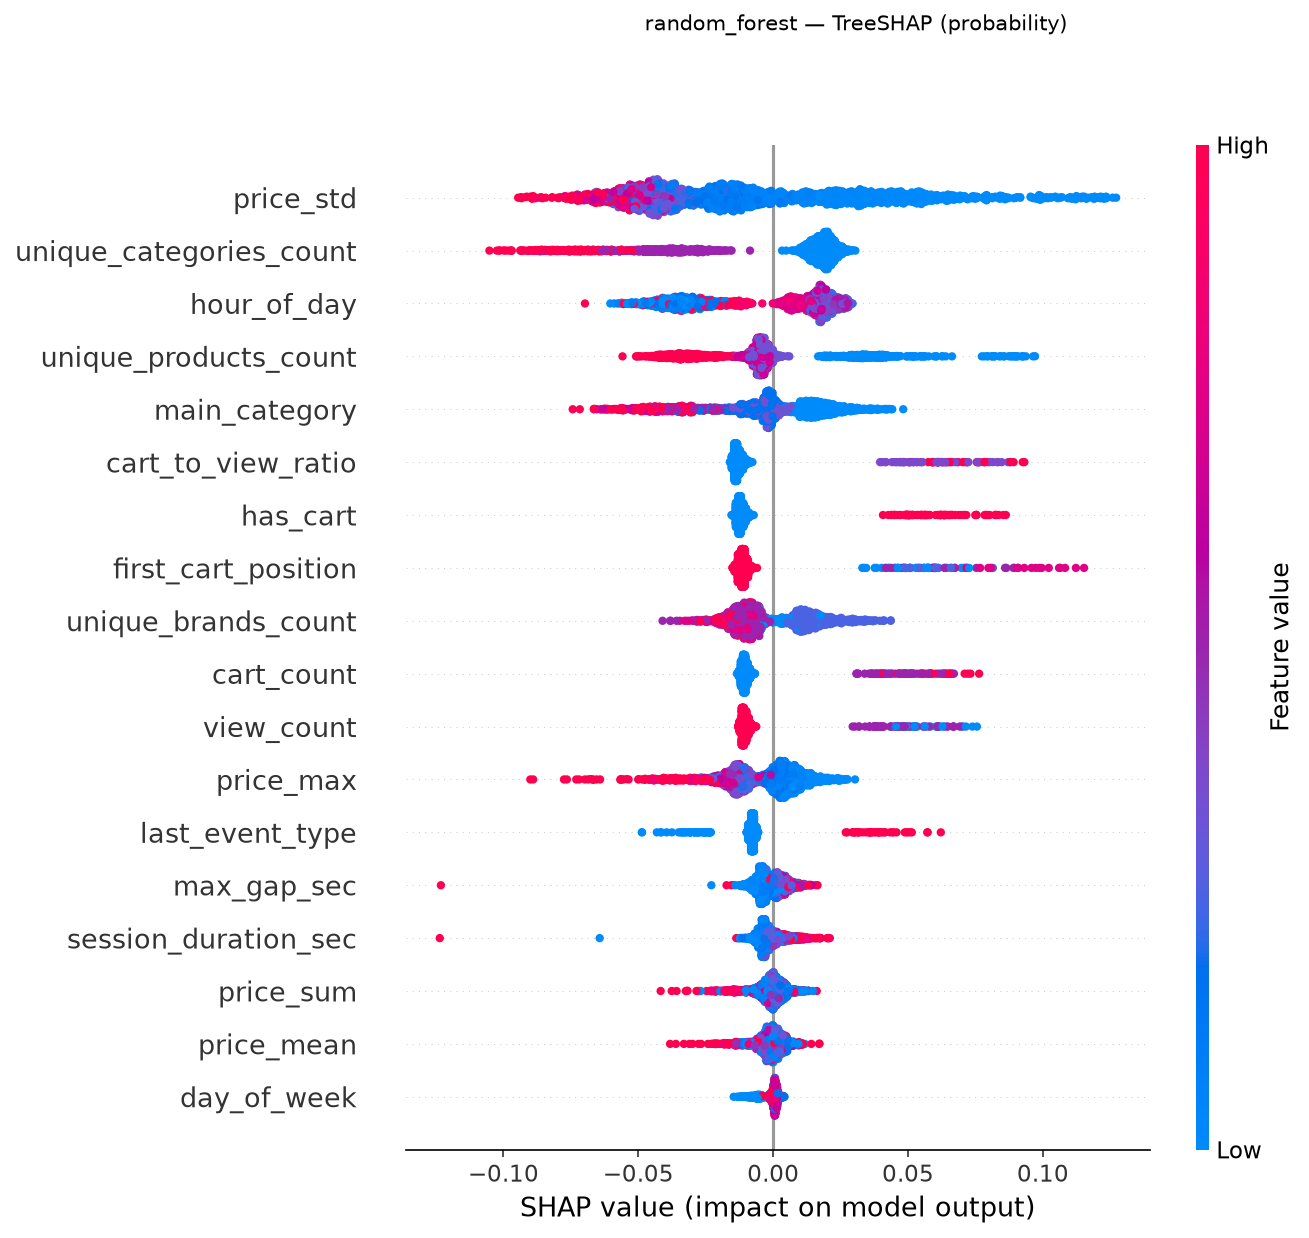 random_forest — TreeSHAP (probability)
High
price_std
unique_categories_count
hour_of_day
unique_products_count
main_category
cart_to_view_ratio
has_cart
first_cart_position
unique_brands_count
cart_count
view_count
price_max
last_event_type
max_gap_sec
session_duration_sec
price_sum
price_mean
day_of_week
Feature value
Low
−0.10 −0.05 0.00 0.05 0.10
SHAP value (impact on model output)